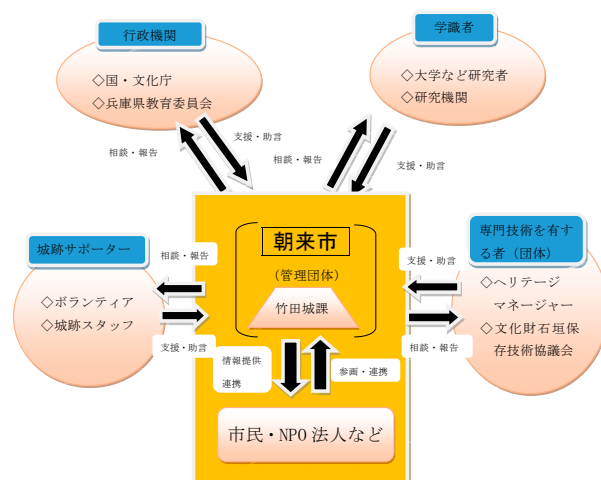 行政機関
◇国・文化庁
◇兵庫県教育委員会
学識者
◇大学など研究者
◇研究機関
支援・助言
相談・報告
相談・報告
支援・助言
城跡サポーター
◇ボランティア
◇城跡スタッフ
相談・報告
支援・助言
朝来市
(管理団体)
竹田城課
専門技術を有す
る者（団体）
◇ヘリテージ
マネージャー
◇文化財石垣保
存技術協議会
支援・助言
相談・報告
情報提供
連携
参画・連携
市民・NPO 法人など